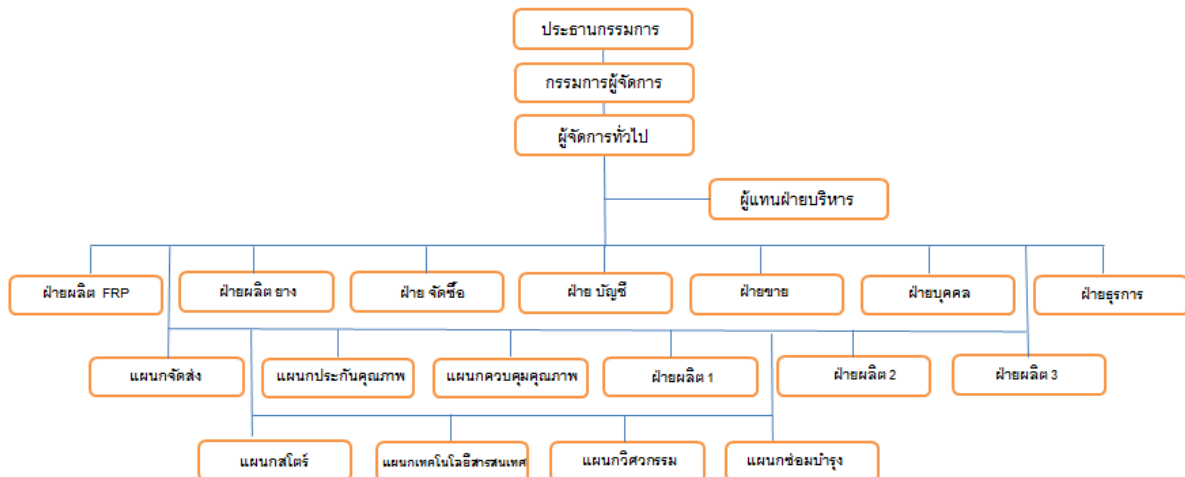 ประธานกรรมการ
กรรมการผู้จัดการ
ผู้จัดการทั่วไป
ผู้แทนฝ่ายบริหาร
ฝ่ายผลิต FRP
ฝ่ายผลิต ยาง
ฝ่าย จัดซื้อ
ฝ่าย บัญชี
ฝ่ายขาย
ฝ่ายบุคคล
ฝ่ายธุรการ
แผนกจัดส่ง
แผนกประกันคุณภาพ
แผนกควบคุมคุณภาพ
ฝ่ายผลิต 1
ฝ่ายผลิต 2
ฝ่ายผลิต 3
แผนกสโตร์
แผนกเทคโนโลยีสารสนเทศ
แผนกวิศวกรรม
แผนกซ่อมบำรุง